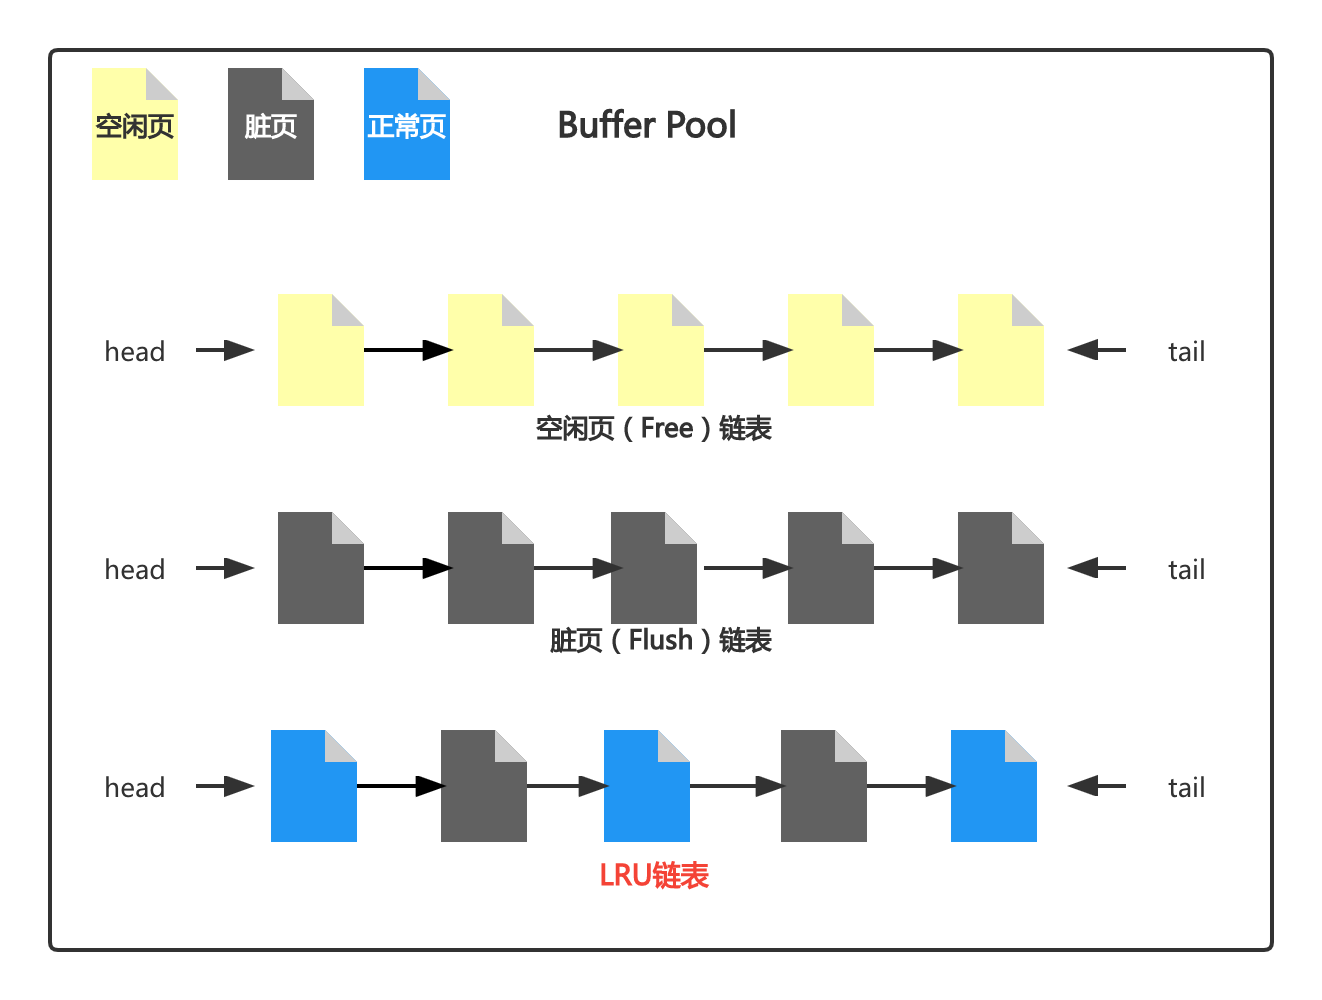 空闲页
脏页
正常页
Buffer Pool
head
tail
空闲页（Free）链表
head
tail
脏页（Flush）链表
head
tail
LRU链表